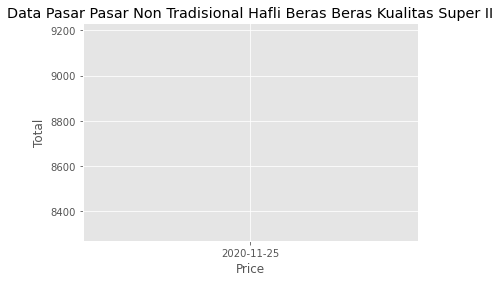 Data Pasar Pasar Non Tradisional Hafli Beras Beras Kualitas Super II
9200
9000
8800
8600
8400
Total
2020-11-25
Price